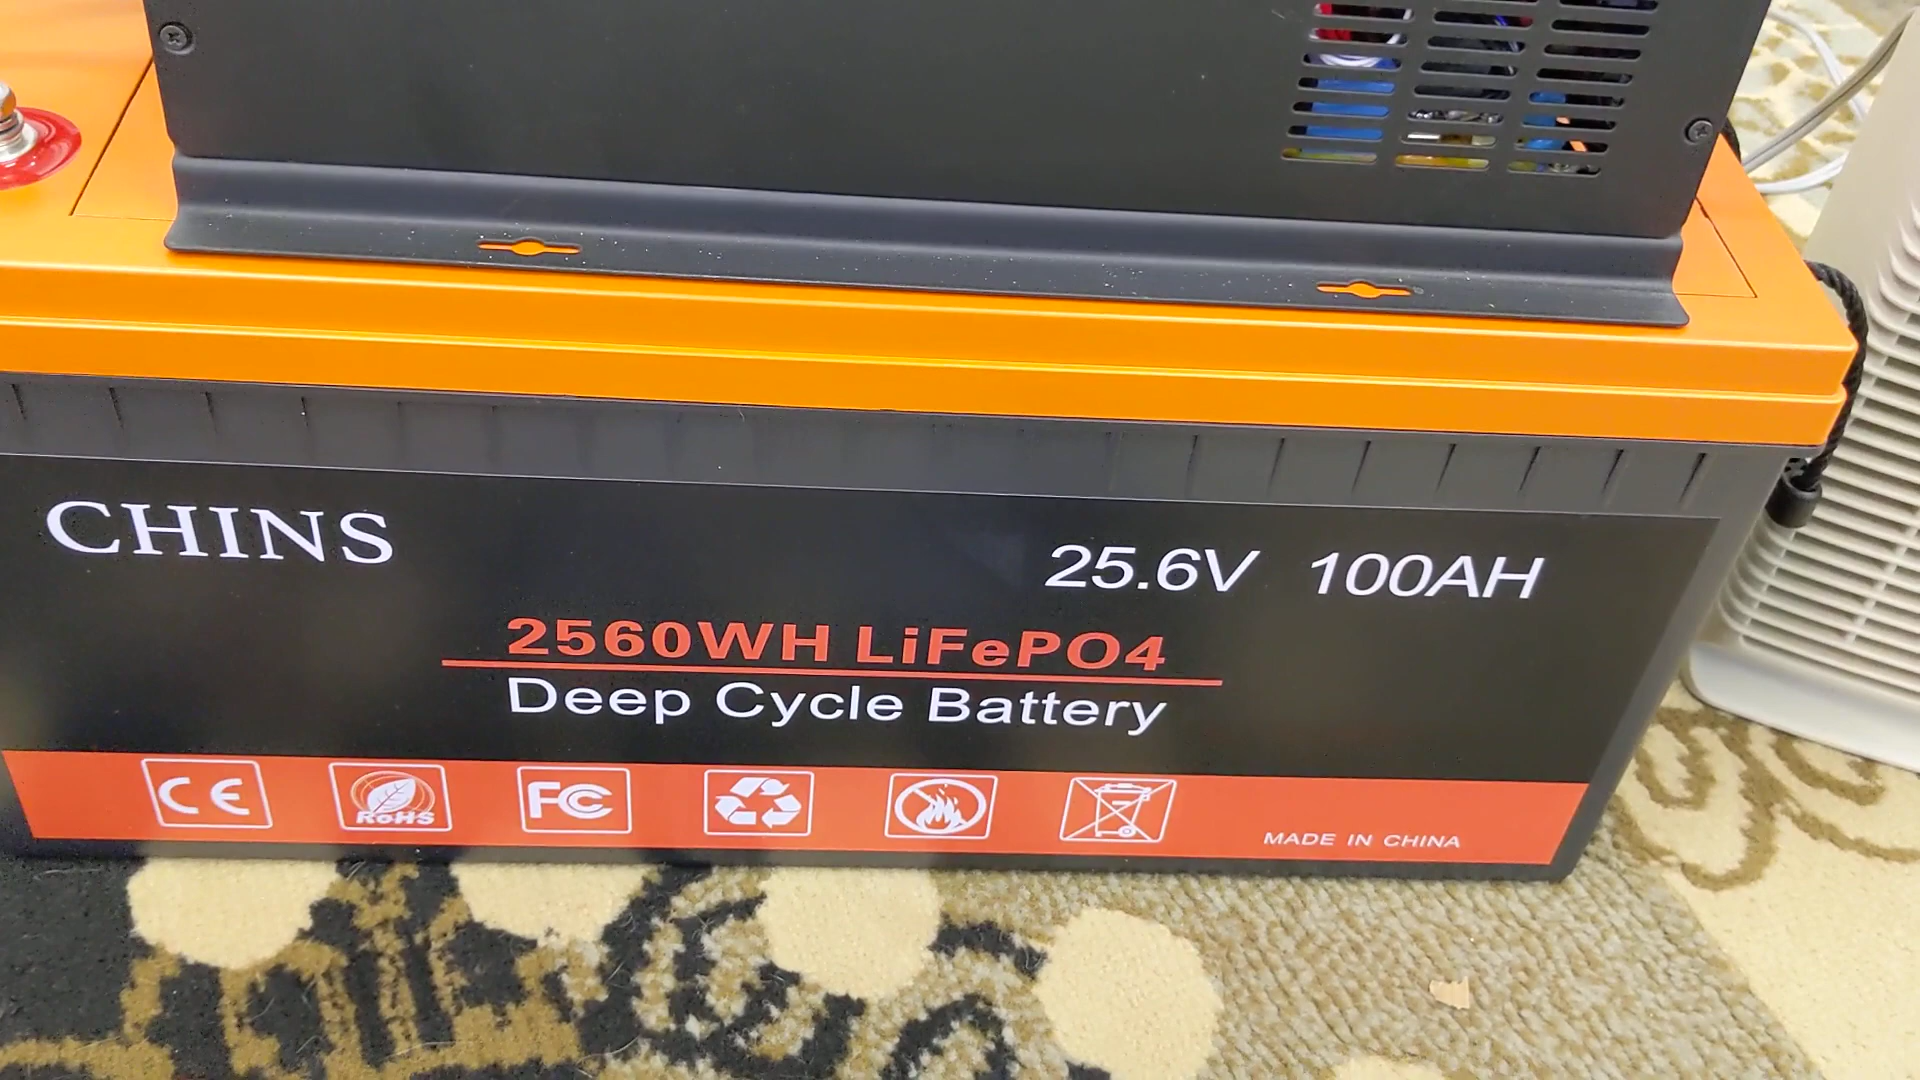 CHINS
25.6V 100AH
2560WH LiFePO4
Deep Cycle Battery
CE
RoHS
FC
MADE IN CHINA